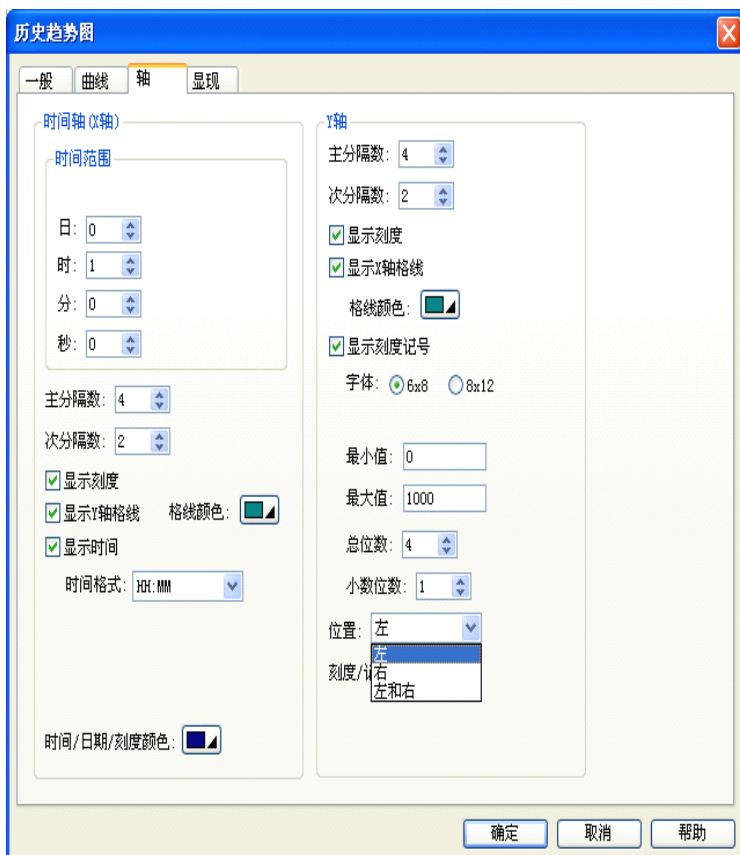 历史趋势图
一般 曲线 轴 显现
时间轴(X轴)
时间范围
日: 0
时: 1
分: 0
秒: 0
主分隔数: 4
次分隔数: 2
显示刻度
显示Y轴格线 格线颜色:
显示时间
时间格式: HH:MM
时间/日期/刻度颜色:
Y轴
主分隔数: 4
次分隔数: 2
显示刻度
显示X轴格线
格线颜色:
显示刻度记号
字体: 6x8 8x12
最小值: 0
最大值: 1000
总位数: 4
小数位数: 1
位置: 左
左
刻度/ 右
左和右
确定 取消 帮助